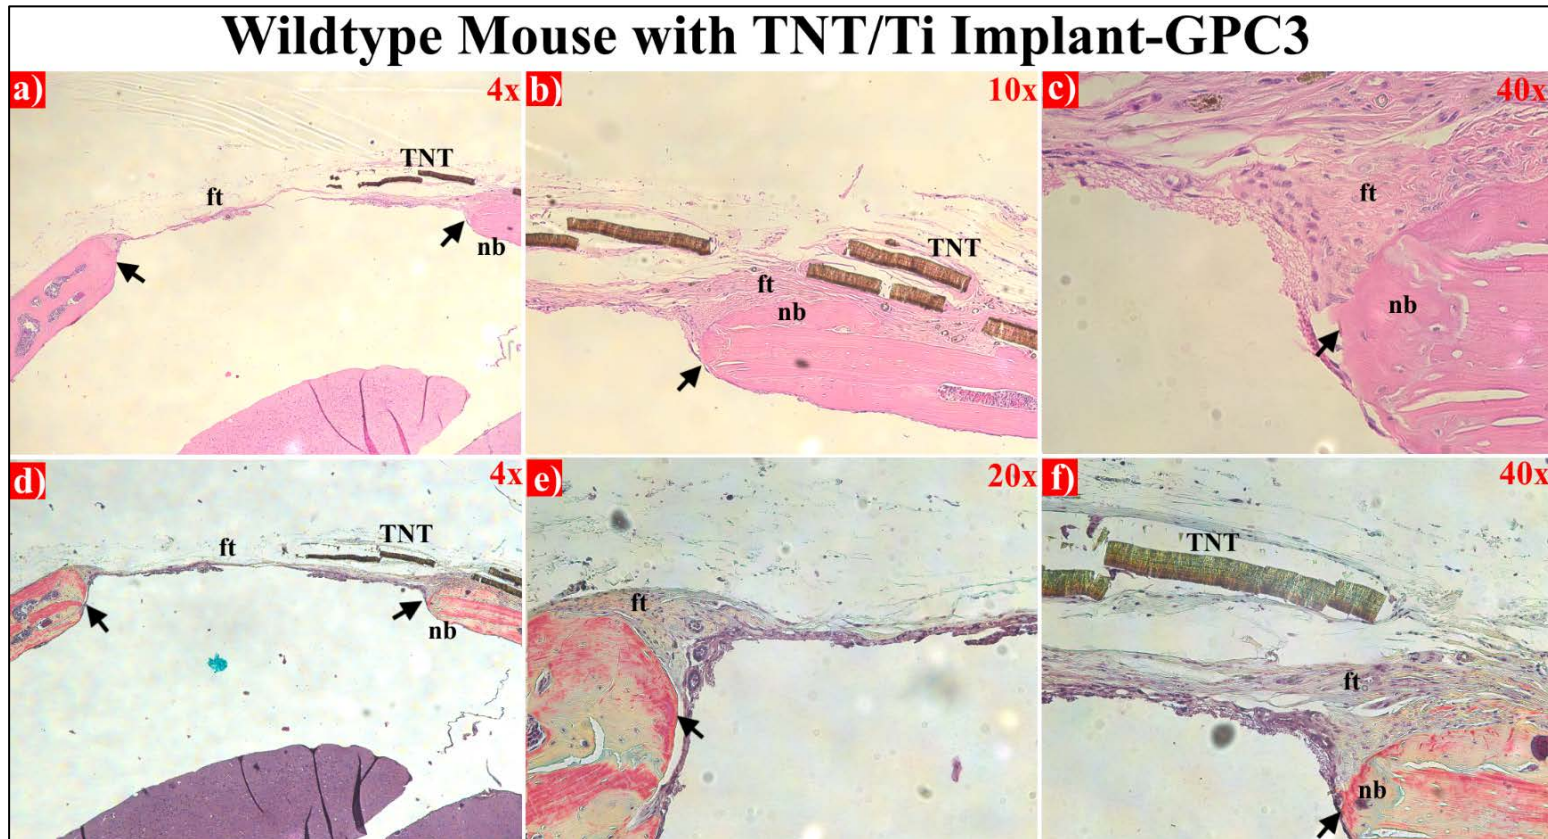 Wildtype Mouse with TNT/Ti Implant-GPC3
a)
4x
TNT
ft
nb
b)
10x
TNT
ft
nb
c)
40x
ft
nb
d)
4x
TNT
ft
nb
e)
20x
ft
f)
40x
TNT
ft
nb